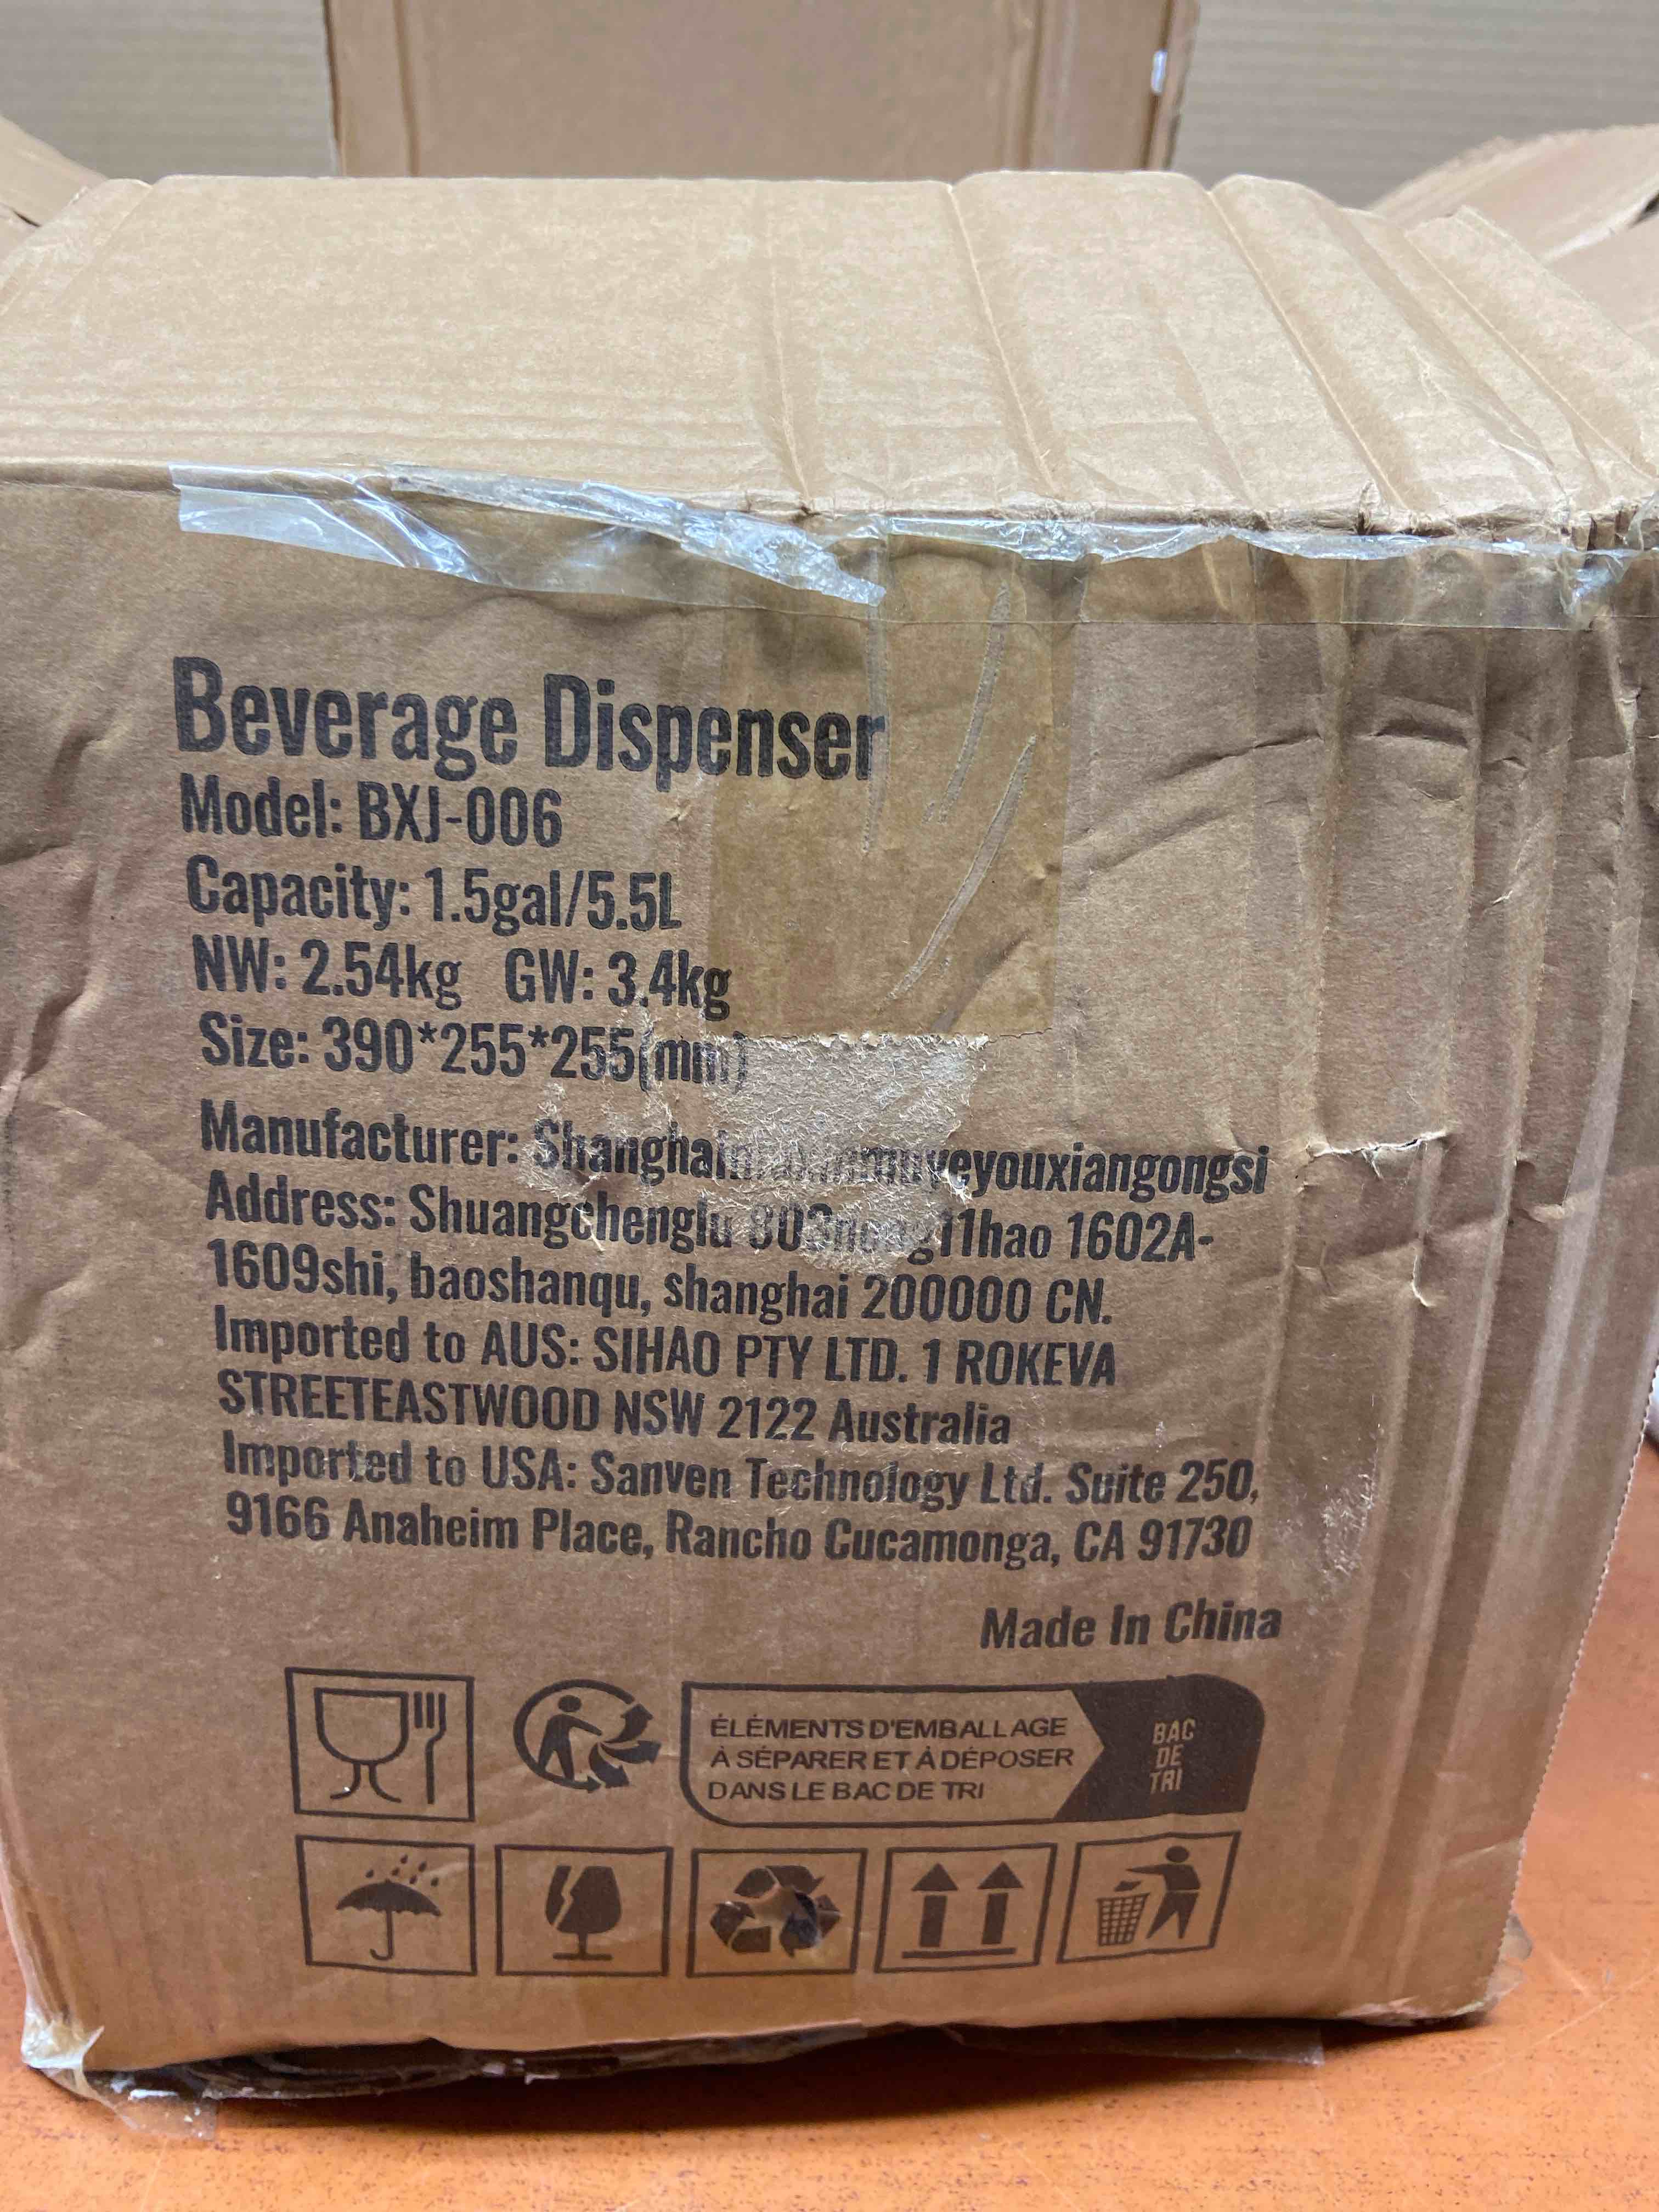 Beverage Dispenser
Model: BXJ-006
Capacity: 1.5gal/5.5L
NW: 2.54kg GW: 3.4kg
Size: 390*255*255(mm)
Manufacturer:
Address: Shuangchenglu 1602A-
1609shi, baoshanqu, shanghai 200000 CN.
Imported to AUS: SIHAO PTY LTD. 1 ROKEVA
STREETEASTWOOD NSW 2122 Australia
Imported to USA: Sanven Technology Ltd. Suite 250,
9166 Anaheim Place, Rancho Cucamonga, CA 91730
Made In China
ÉLÉMENTS D'EMBALLAGE
À SÉPARER ET À DÉPOSER
DANS LE BAC DE TRI
BAC
DE
TRI